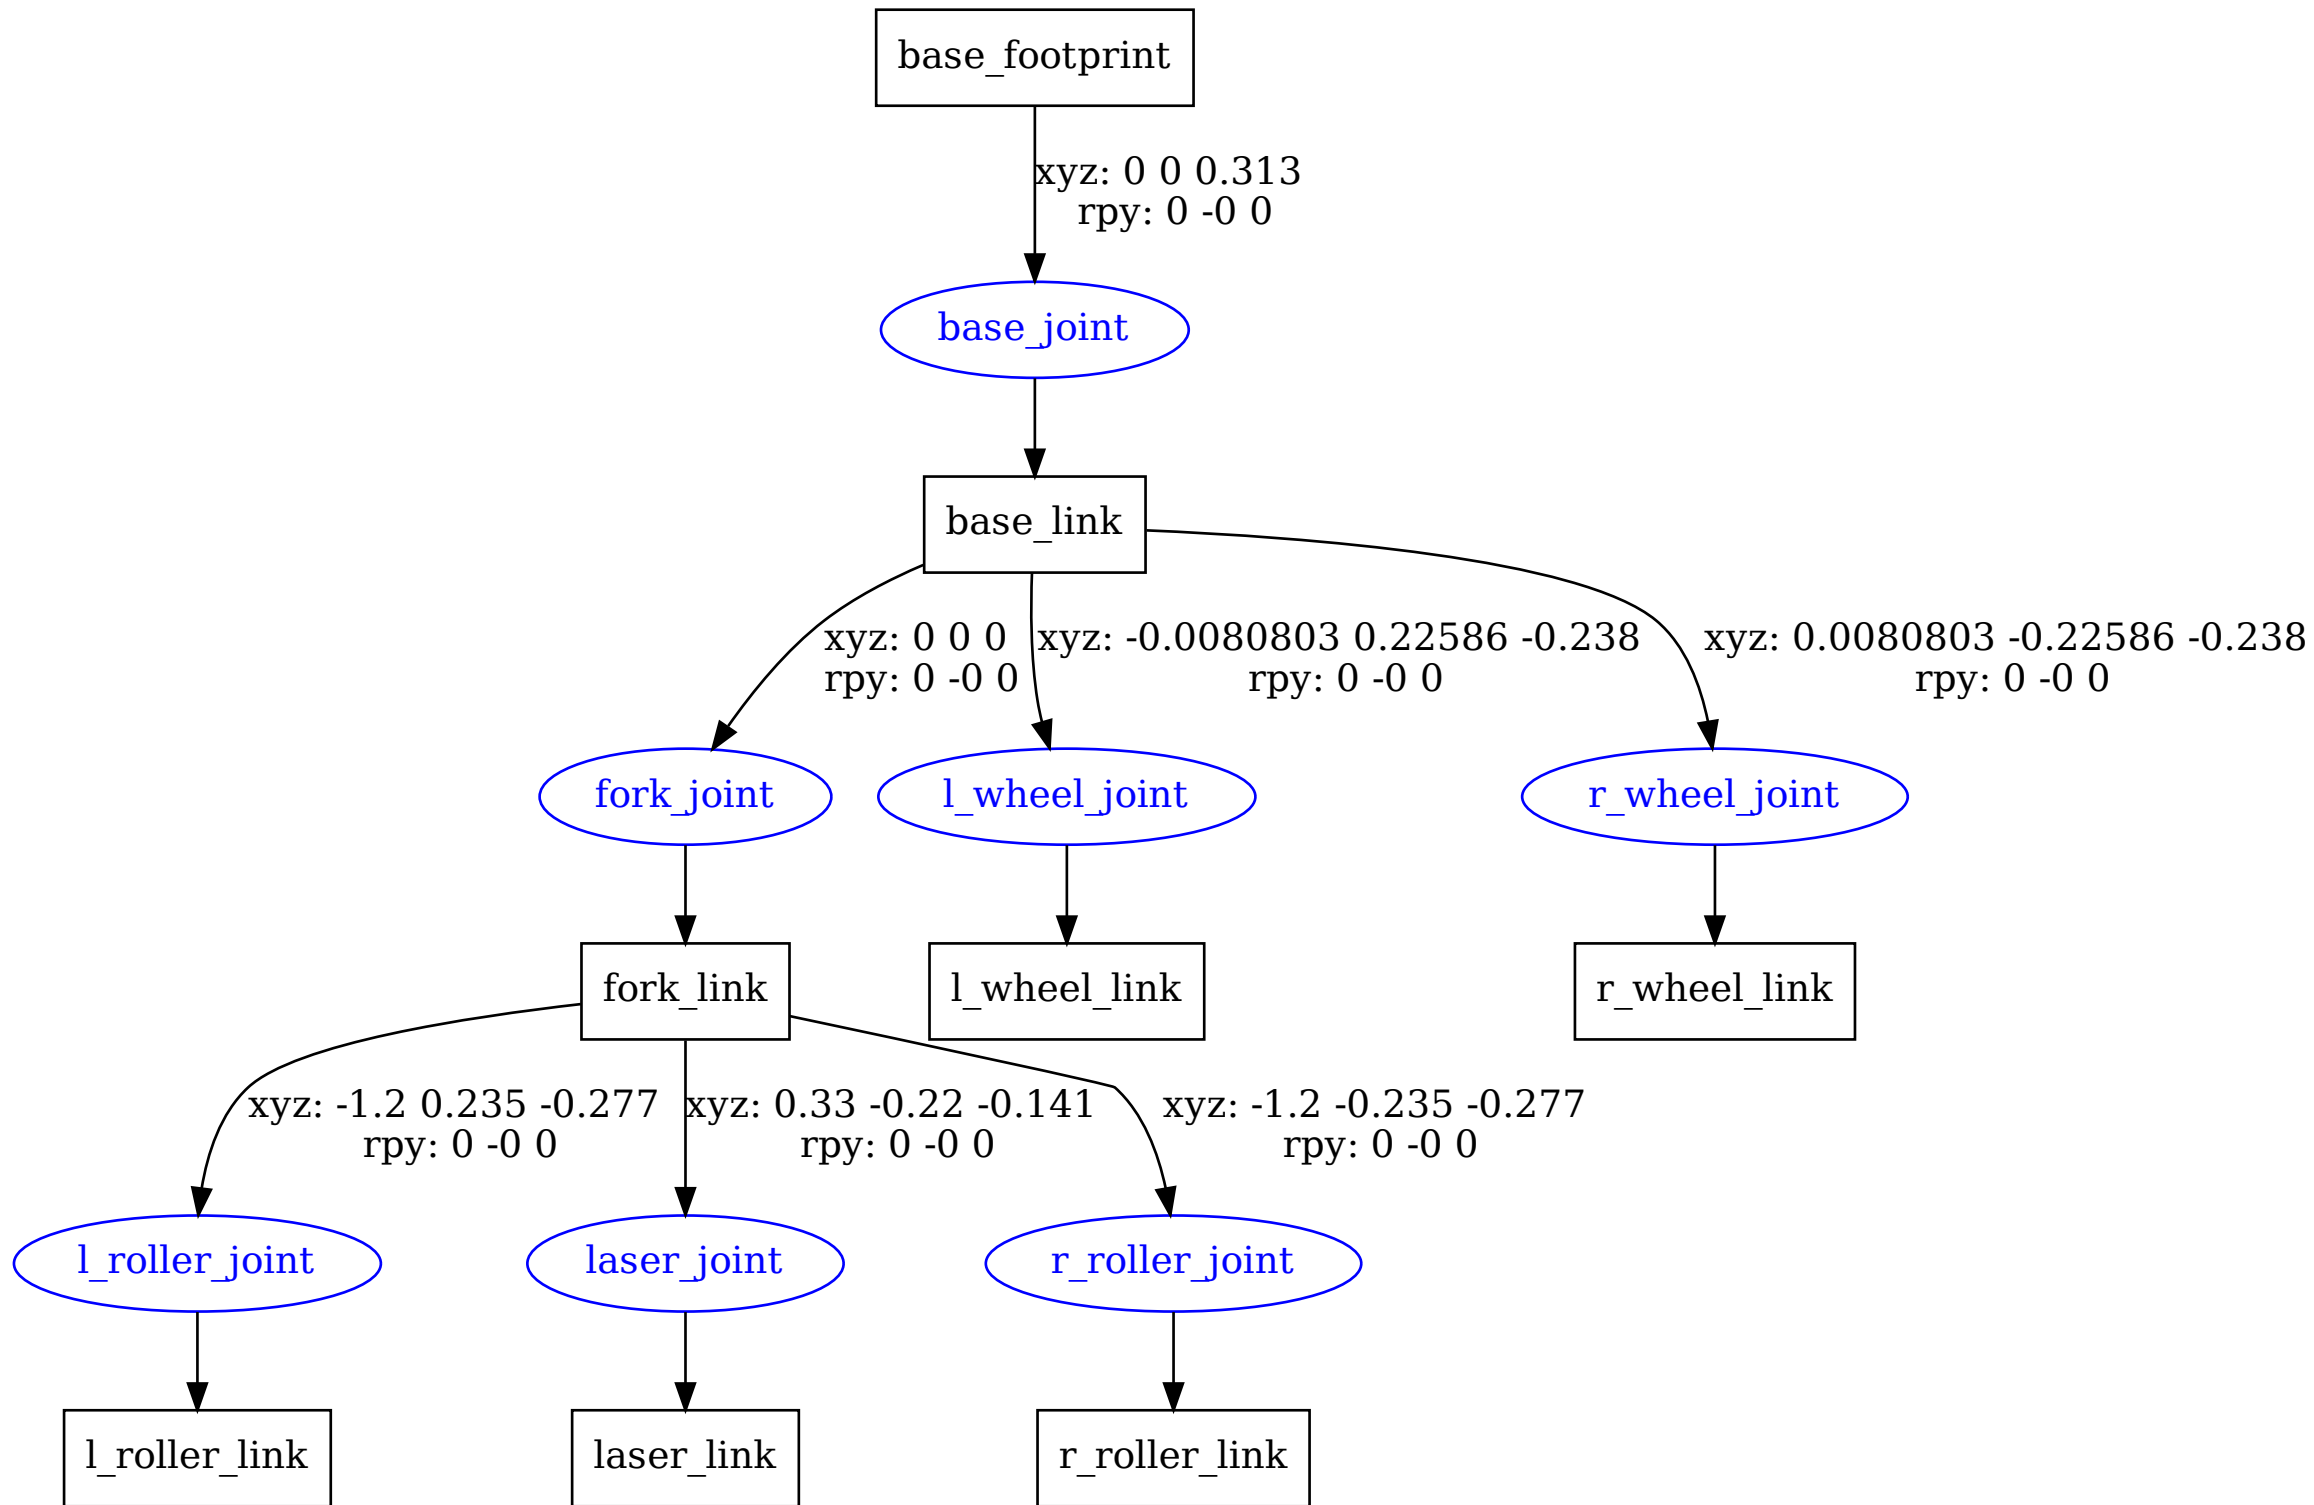 base_footprint
xyz: 0 0 0.313
rpy: 0 -0 0
base_joint
base_link
xyz: 0 0 0
rpy: 0 -0 0
xyz: -0.0080803 0.22586 -0.238
rpy: 0 -0 0
xyz: 0.0080803 -0.22586 -0.238
rpy: 0 -0 0
fork_joint
l_wheel_joint
r_wheel_joint
fork_link
l_wheel_link
r_wheel_link
xyz: -1.2 0.235 -0.277
rpy: 0 -0 0
xyz: 0.33 -0.22 -0.141
rpy: 0 -0 0
xyz: -1.2 -0.235 -0.277
rpy: 0 -0 0
l_roller_joint
laser_joint
r_roller_joint
l_roller_link
laser_link
r_roller_link